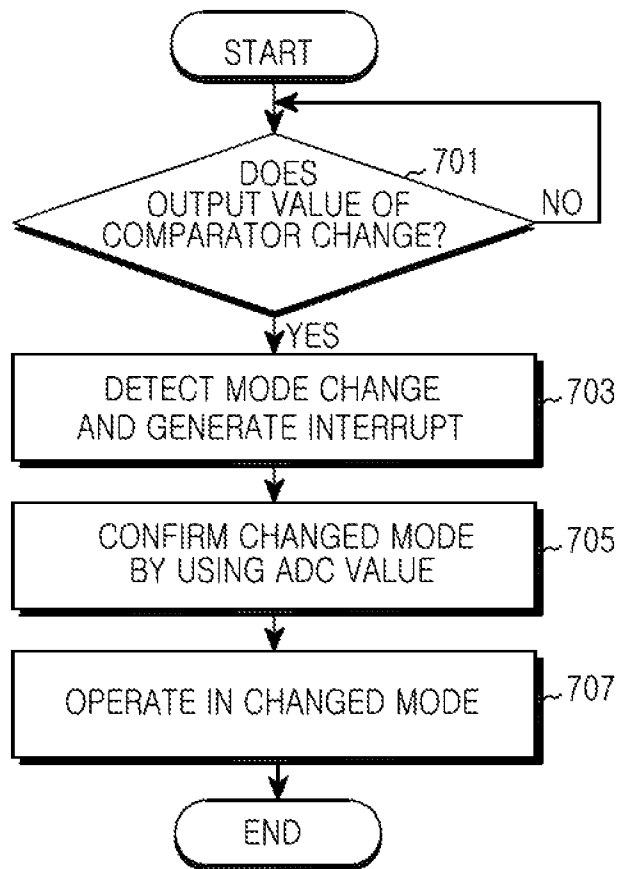 START
701
DOES
OUTPUT VALUE OF
COMPARATOR CHANGE?
NO
YES
DETECT MODE CHANGE
AND GENERATE INTERRUPT
703
CONFIRM CHANGED MODE
BY USING ADC VALUE
705
OPERATE IN CHANGED MODE
707
END